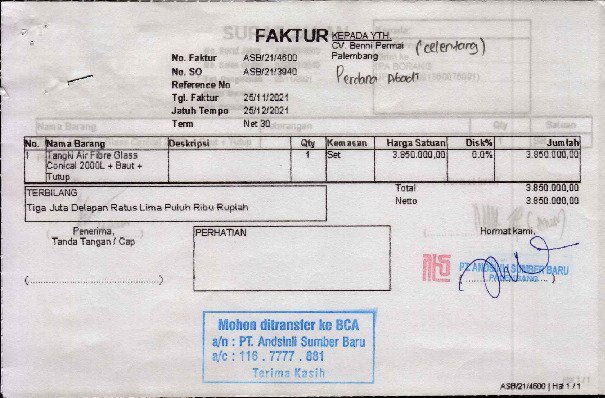 FAKTUR
KEPADA YTH.
CV. Benni Permai (celentang)
Palembang
Perdana Abadi
No. Faktur ASB/21/4600
No. SO ASB/21/3940
Reference No
Tgl. Faktur 25/11/2021
Jatuh Tempo 25/12/2021
Term Net 30
No. Nama Barang Deskripsi Qty Kemasan Harga Satuan Disk% Jumlah
1 Tangki Air Fibre Glass 1 Set 3.850.000,00 0.0% 3.850.000,00
Conical 2000L + Baut +
Tutup
TERBILANG
Tiga Juta Delapan Ratus Lima Puluh Ribu Rupiah
Total 3.850.000,00
Netto 3.850.000,00
Penerima,
Tanda Tangan / Cap
(..............................................)
PERHATIAN
Hormat kami,
PT. ANDSINLI SUMBER BARU
PALEMBANG
Mohon ditransfer ke BCA
a/n : PT. Andsinli Sumber Baru
a/c : 116 . 7777 . 881
Terima Kasih
ASB/21/4600 | Hal 1 / 1